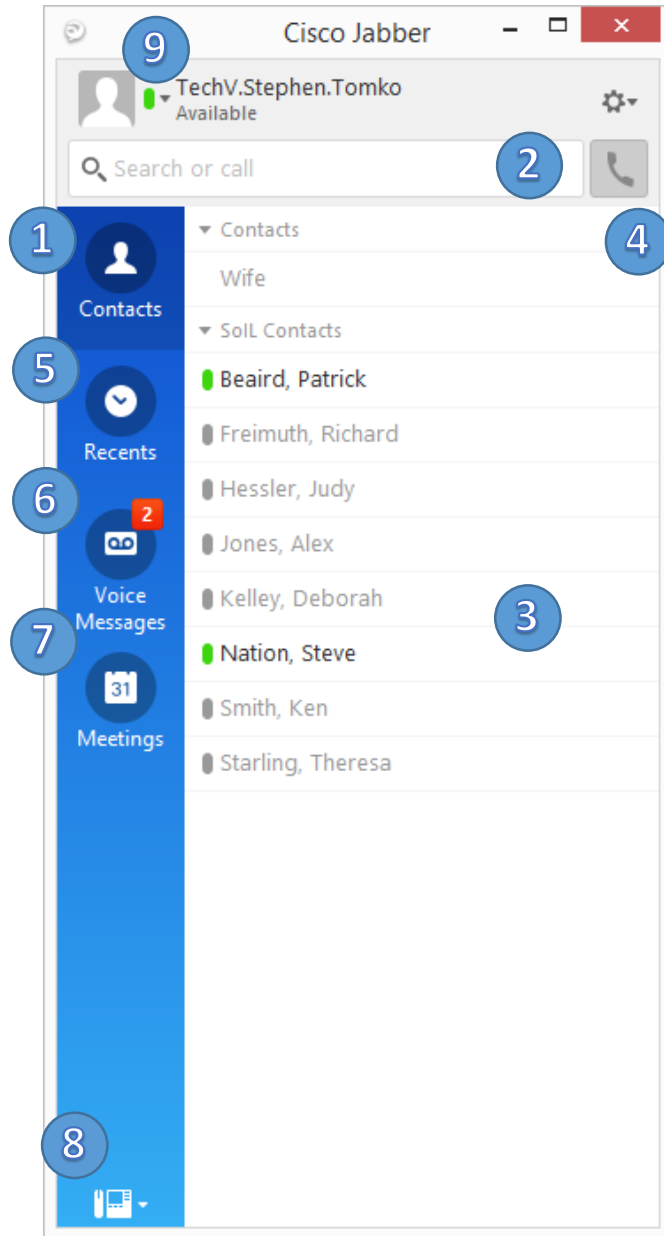 Cisco Jabber
9
TechV.Stephen.Tomko
Available
Search or call
2
1
4
Contacts
Contacts
Wife
SoIL Contacts
5
Recents
Beaird, Patrick
Freimuth, Richard
6
2
Voice
Messages
Hessler, Judy
Jones, Alex
Kelley, Deborah
3
7
31
Meetings
Nation, Steve
Smith, Ken
Starling, Theresa
8